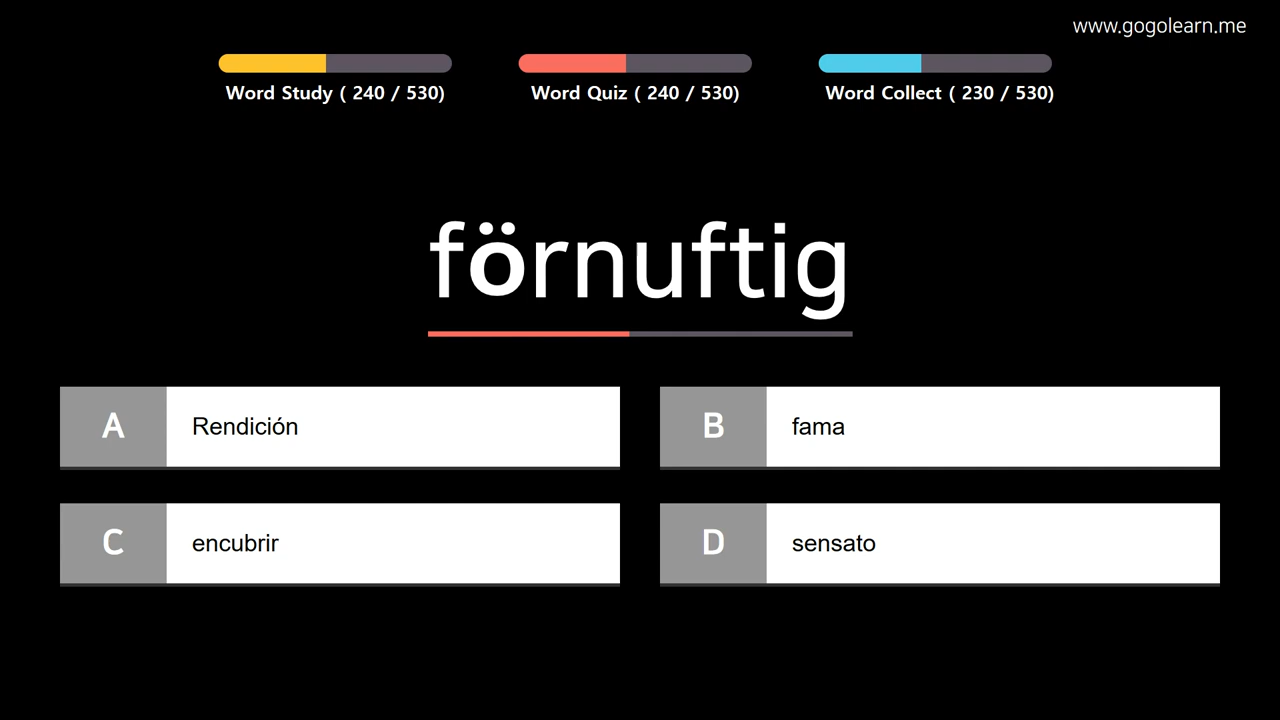 www.gogolearn.me
Word Study ( 240 / 530)
Word Quiz ( 240 / 530)
Word Collect ( 230 / 530)
förnuftig
A Rendición
B fama
C encubrir
D sensato